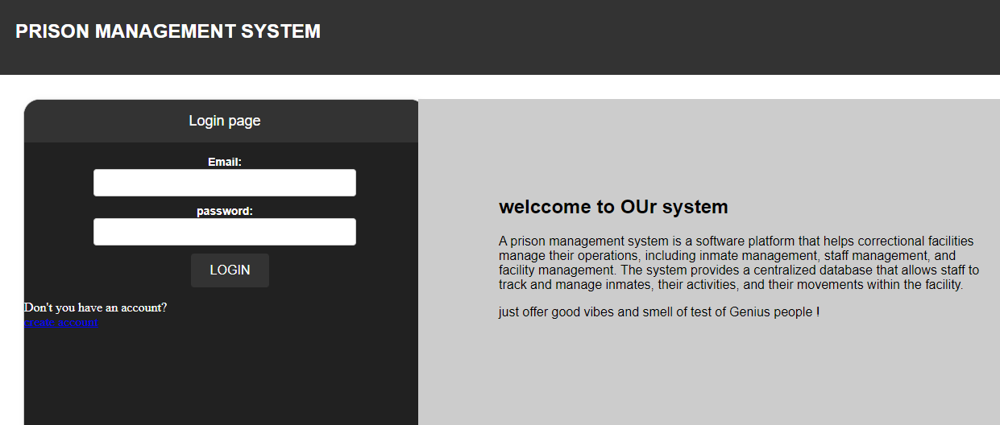 PRISON MANAGEMENT SYSTEM
Login page
Email:
password:
LOGIN
Don't you have an account?
create accounr
welccome to OUr system
A prison management system is a software platform that helps correctional facilities
manage their operations, including inmate management, staff management, and
facility management. The system provides a centralized database that allows staff to
track and manage inmates, their activities, and their movements within the facility.
just offer good vibes and smell of test of Genius people !